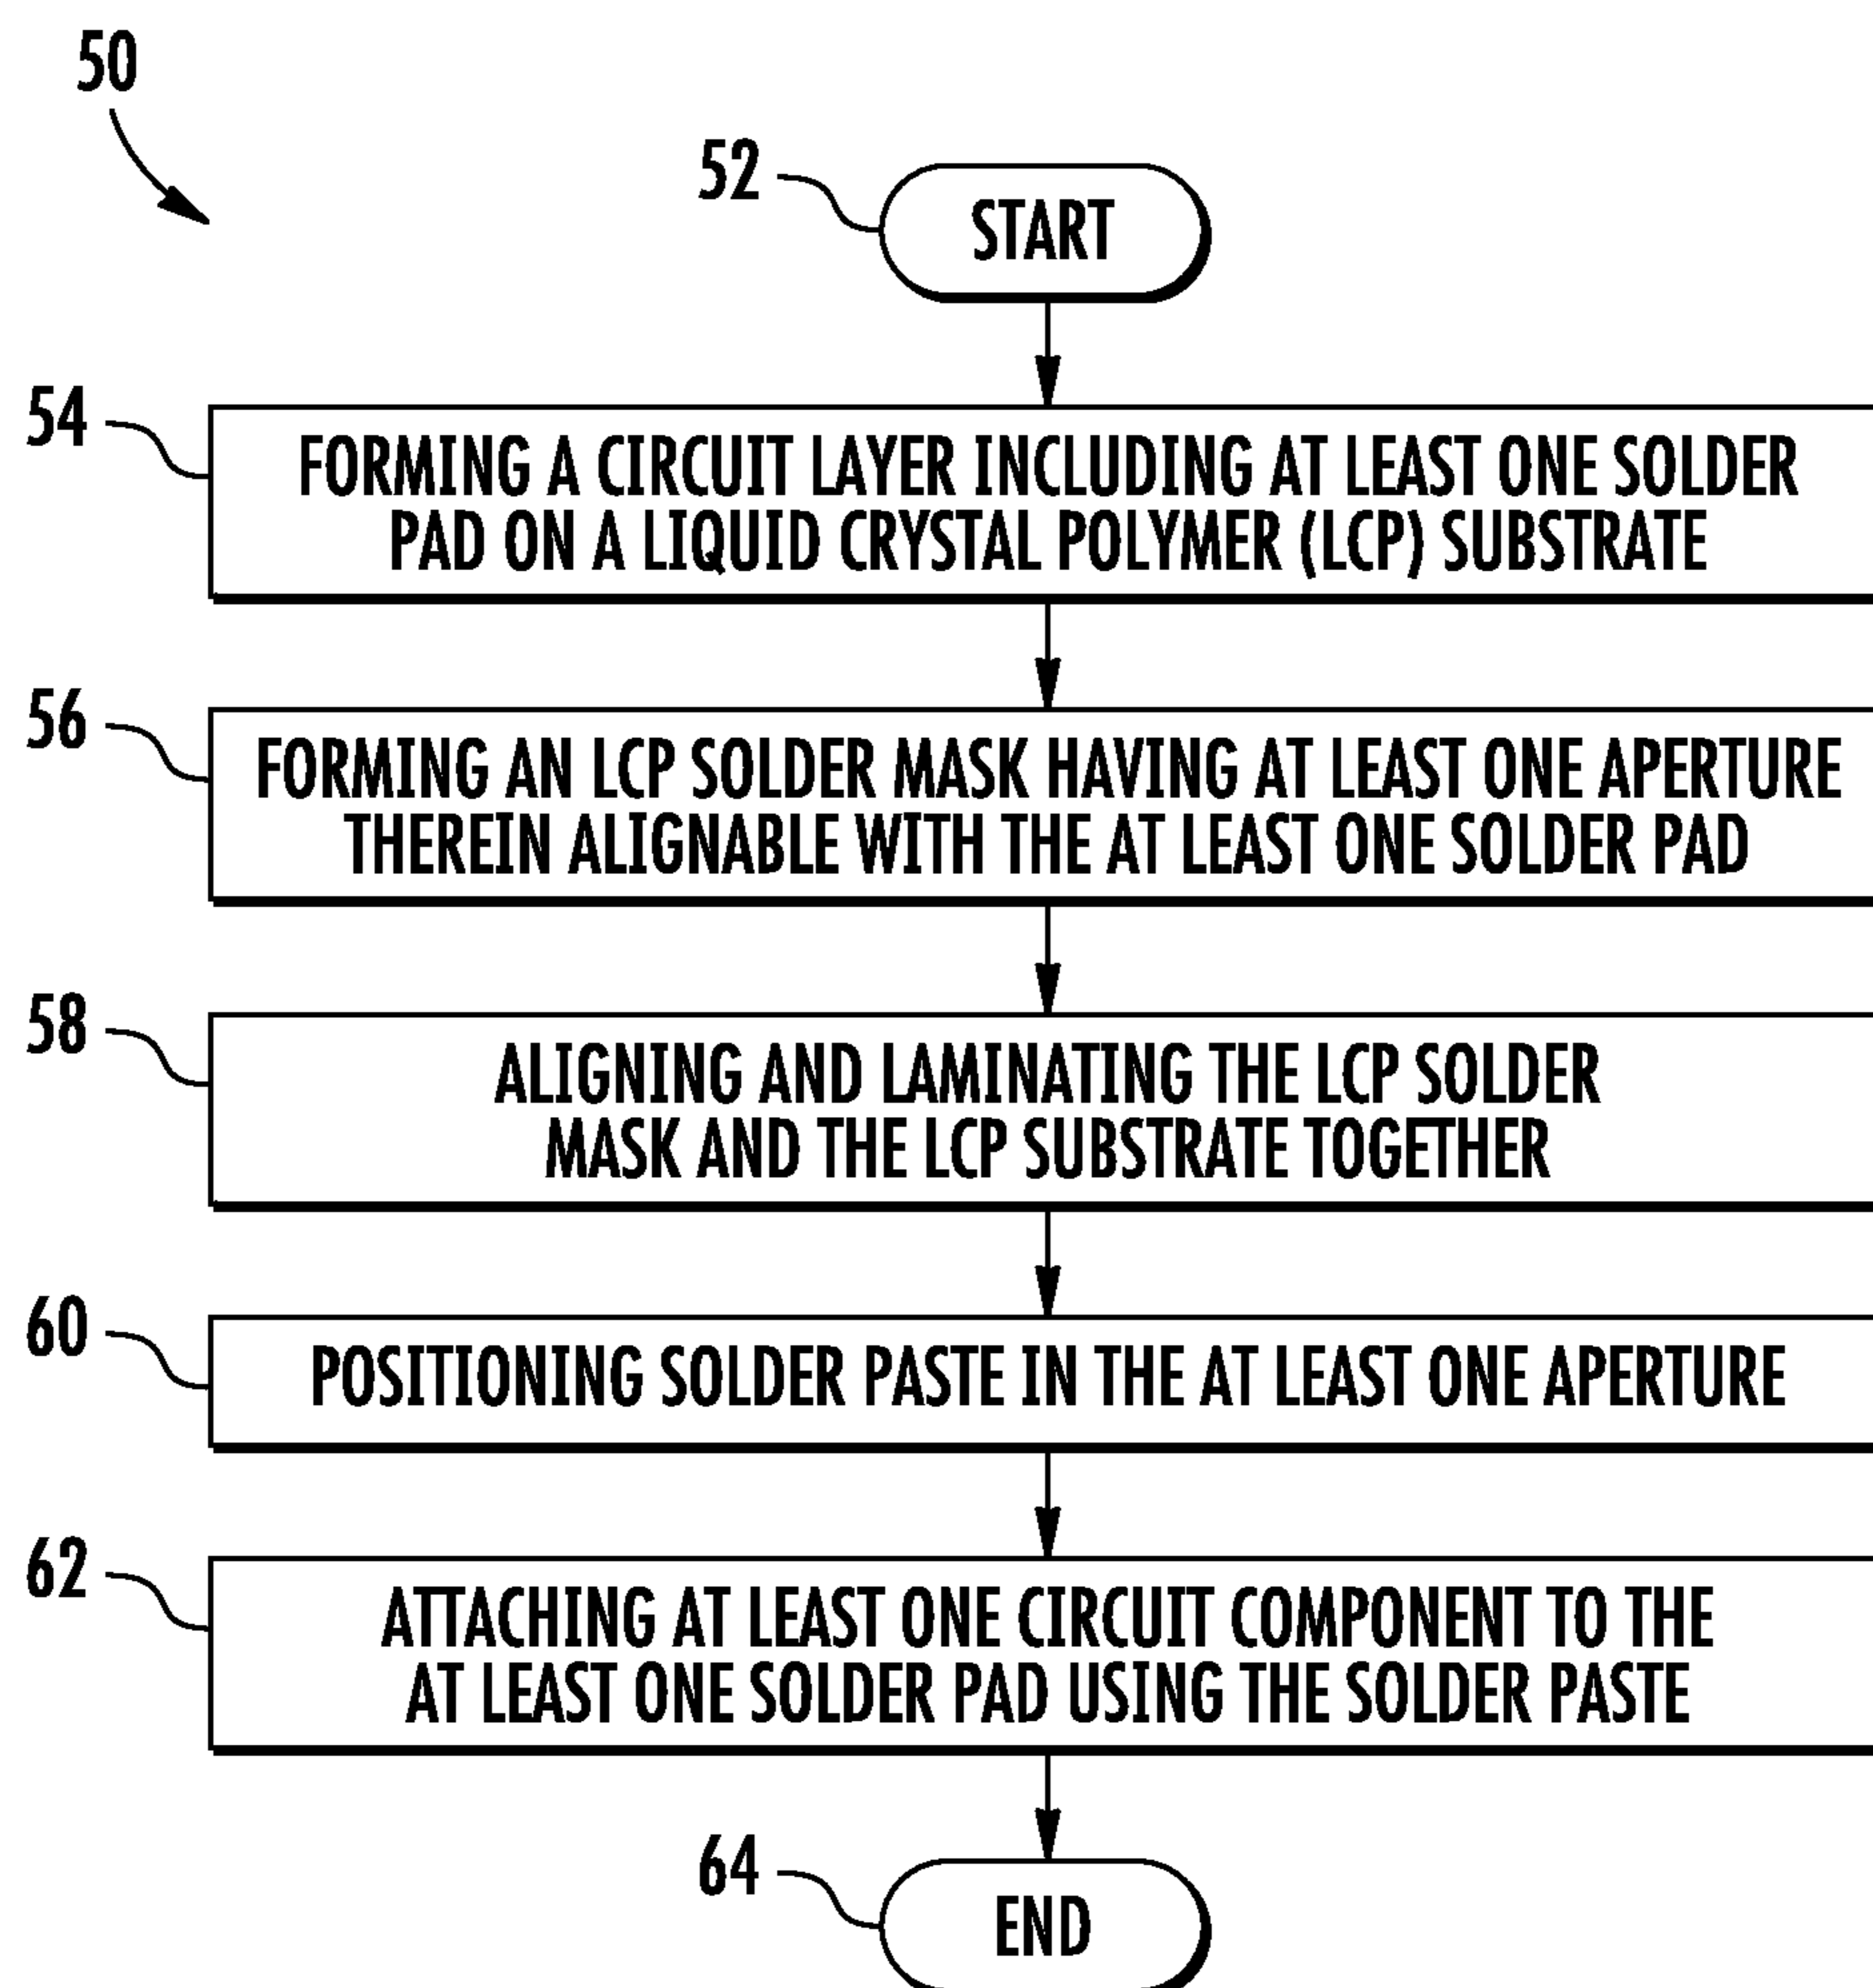 50
52
START
54
FORMING A CIRCUIT LAYER INCLUDING AT LEAST ONE SOLDER
PAD ON A LIQUID CRYSTAL POLYMER (LCP) SUBSTRATE
56
FORMING AN LCP SOLDER MASK HAVING AT LEAST ONE APERTURE
THEREIN ALIGNABLE WITH THE AT LEAST ONE SOLDER PAD
58
ALIGNING AND LAMINATING THE LCP SOLDER
MASK AND THE LCP SUBSTRATE TOGETHER
60
POSITIONING SOLDER PASTE IN THE AT LEAST ONE APERTURE
62
ATTACHING AT LEAST ONE CIRCUIT COMPONENT TO THE
AT LEAST ONE SOLDER PAD USING THE SOLDER PASTE
64
END